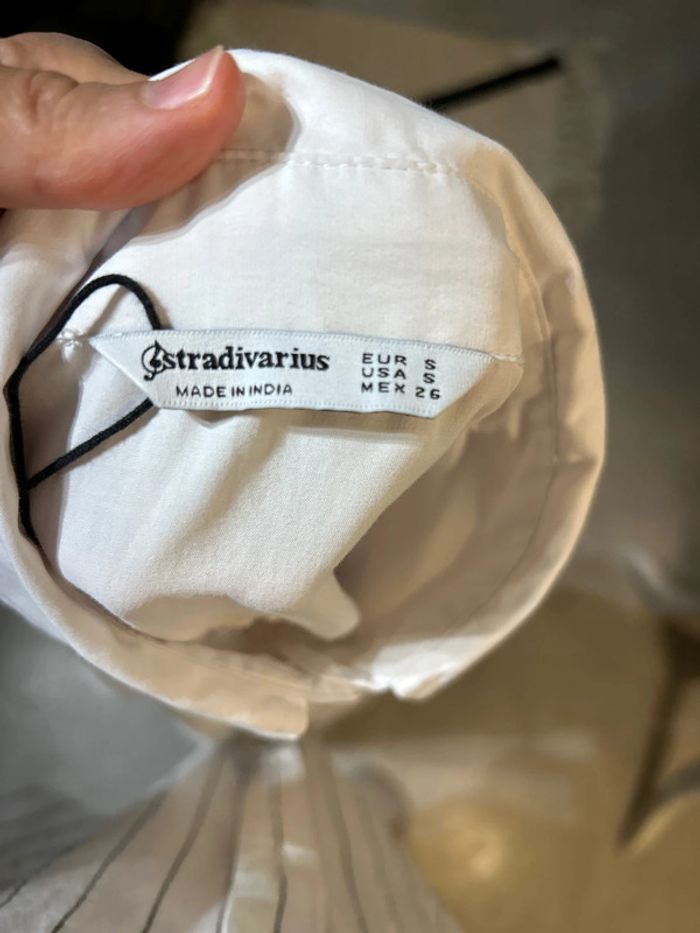 stradivarius
MADE IN INDIA
EUR S
USA S
MEX 26